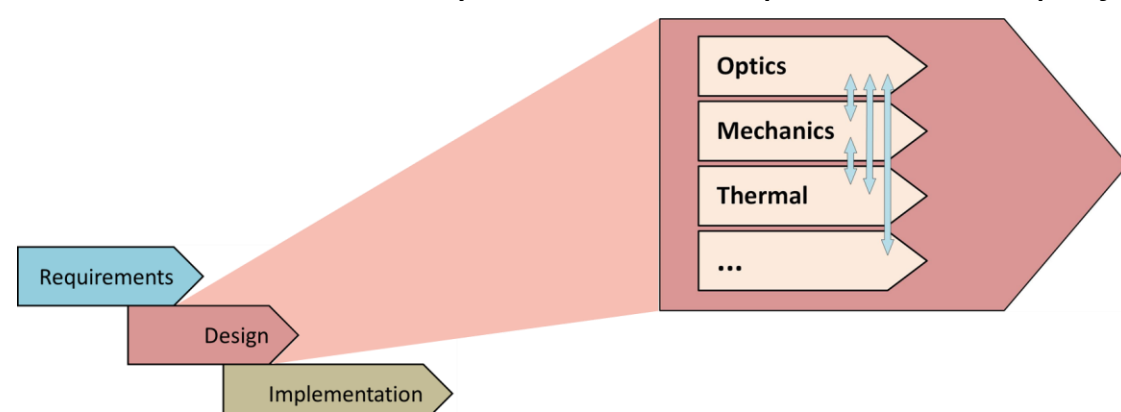 Optics
Mechanics
Thermal
...
Requirements
Design
Implementation